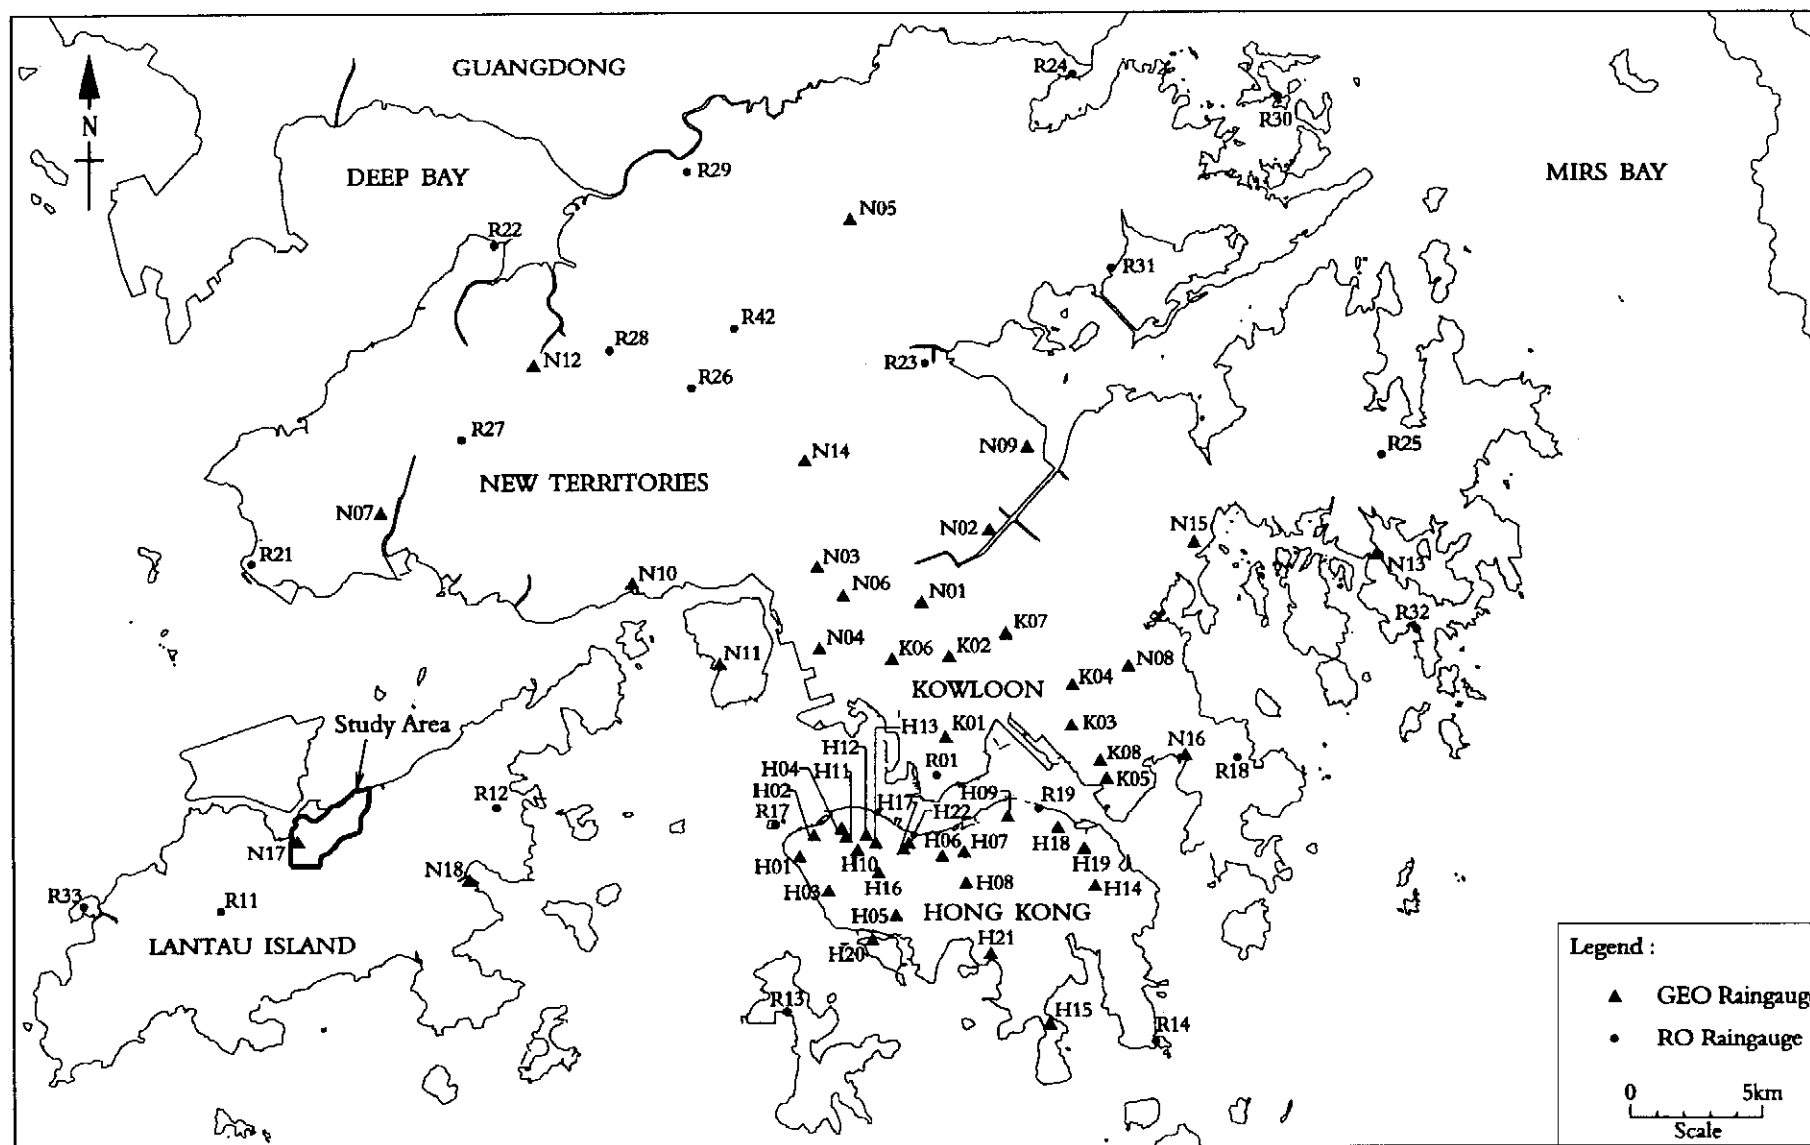 GUANGDONG
R24
R30
N
DEEP BAY
R29
MIRS BAY
N05
R22
R31
R42
R28
N12
R23
R26
R27
N14
N09
R25
NEW TERRITORIES
N07
N02
N15
R21
N03
N13
N10
N06
N01
R32
K07
N04
K06
K02
N11
N08
KOWLOON
K04
Study Area
H13
K01
K03
H12
N16
H04
H11
R01
K08
R18
K05
H02
H17
H09
R12
R17
H22
R19
N17
H06
H07
H18
H01
H10
H19
N18
H03
H16
H08
H14
R33
R11
H05
HONG KONG
LANTAU ISLAND
H20
H21
Legend :
R13
H15
GEO Raingauge
R14
RO Raingauge
0 5km
Scale